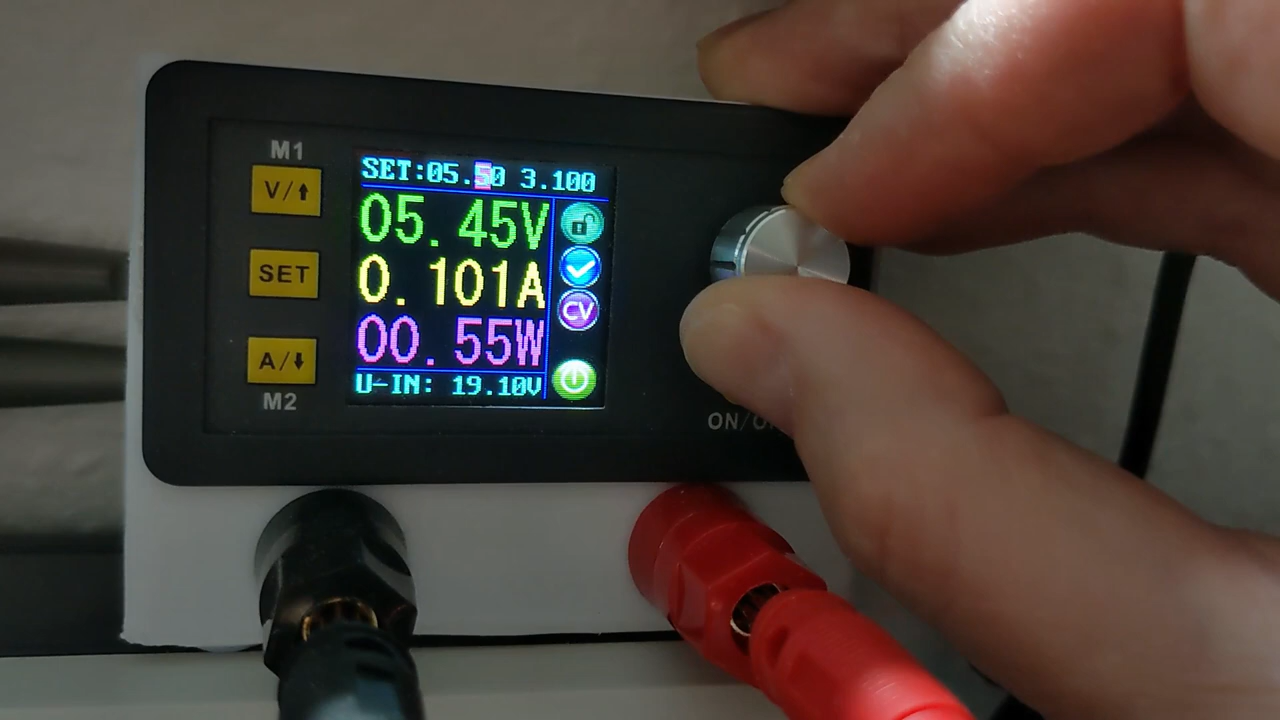 M1
V/⬆
SET
A/⬇
M2
SET:05.50 3.100
05.45V
0.101A
00.55W
CV
U-IN: 19.10V
ON/O